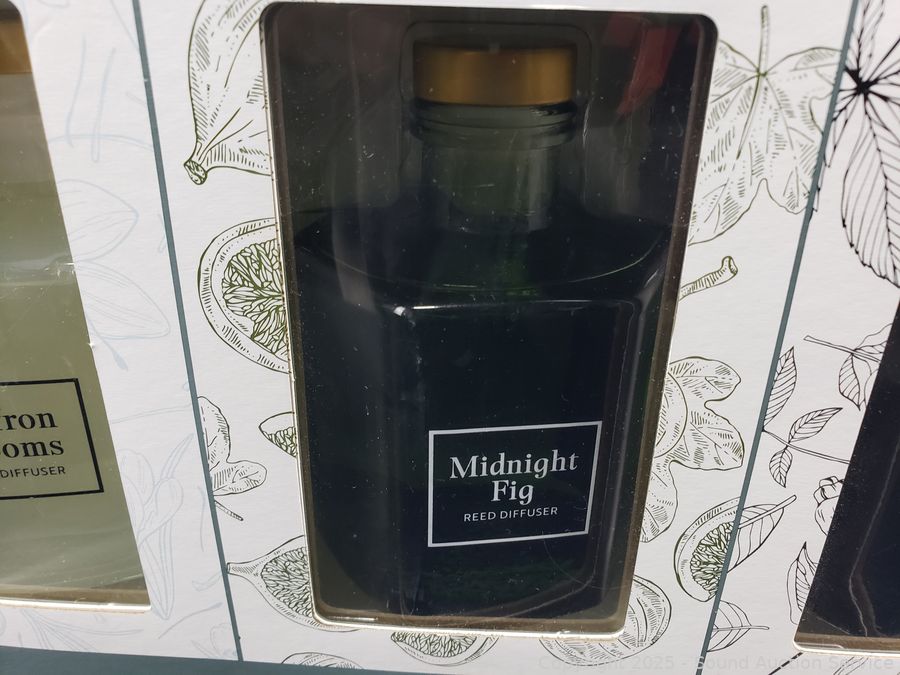 Midnight
Fig
REED DIFFUSER
DIFFUSER
Copyright 2025 - Sound Auction Service